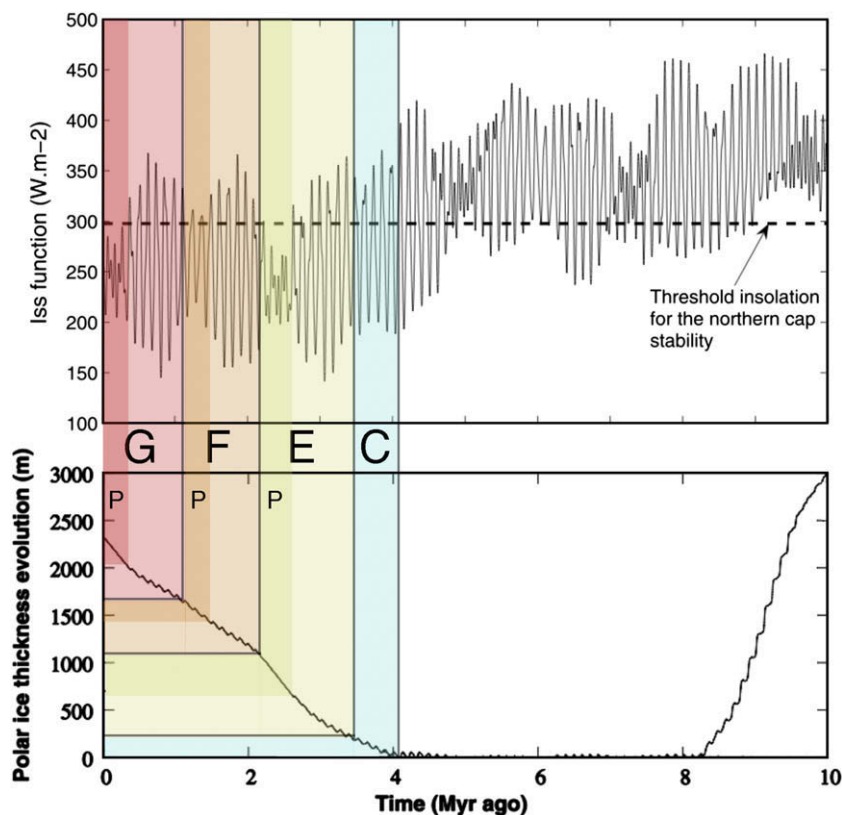 500
450
400
350
300
250
200
150
100
Iss function (W.m−2)
Threshold insolation
for the northern cap
stability
G F E C
P P P
3000
2500
2000
1500
1000
500
0
Polar ice thickness evolution (m)
0 2 4 6 8 10
Time (Myr ago)